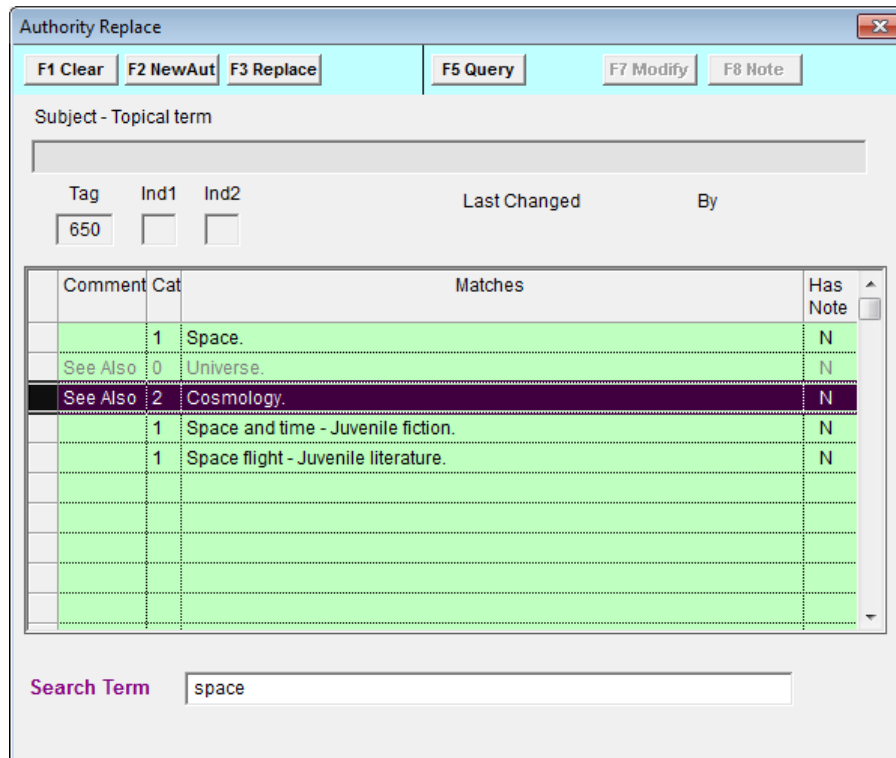 Authority Replace
F1 Clear F2 NewAut F3 Replace F5 Query F7 Modify F8 Note
Subject - Topical term
Tag Ind1 Ind2 Last Changed By
650
Comment Cat Matches Has Note
1 Space. N
See Also 0 Universe. N
See Also 2 Cosmology. N
1 Space and time - Juvenile fiction. N
1 Space flight - Juvenile literature. N
Search Term space